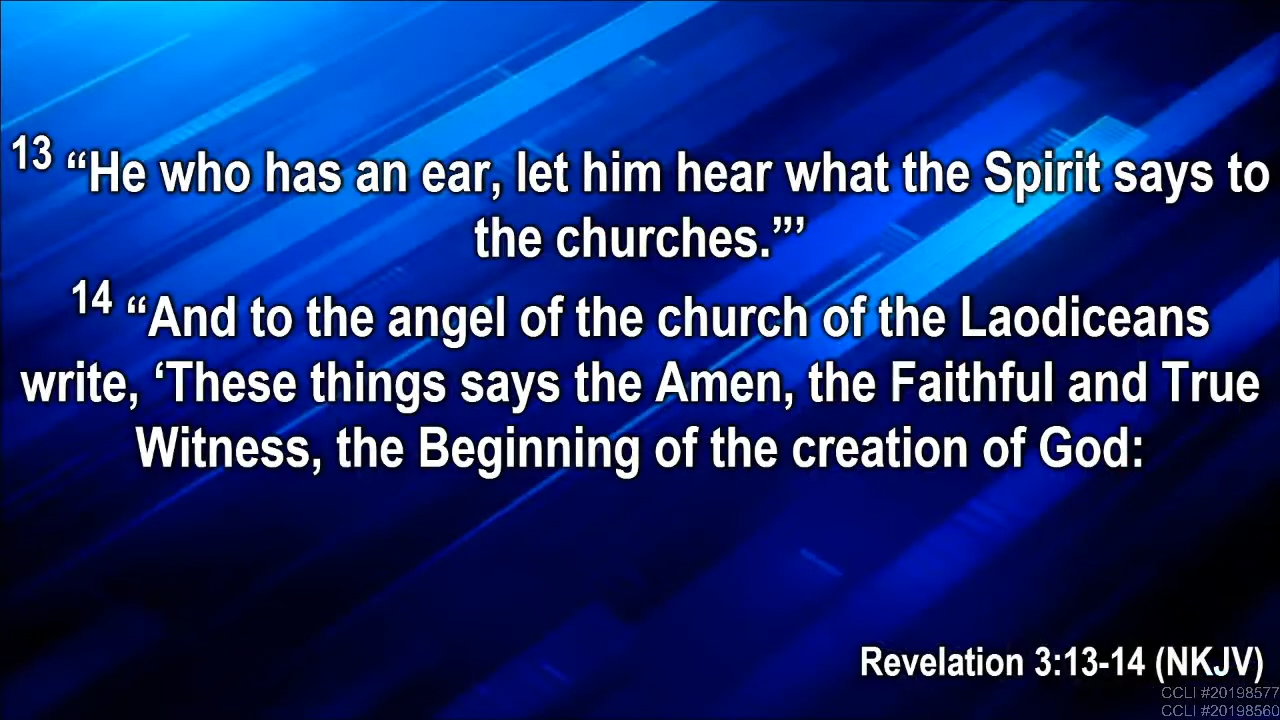 13 “He who has an ear, let him hear what the Spirit says to
the churches.”’
14 “And to the angel of the church of the Laodiceans
write, ‘These things says the Amen, the Faithful and True
Witness, the Beginning of the creation of God:
Revelation 3:13-14 (NKJV)
CCLI #20198577
CCLI #20198560